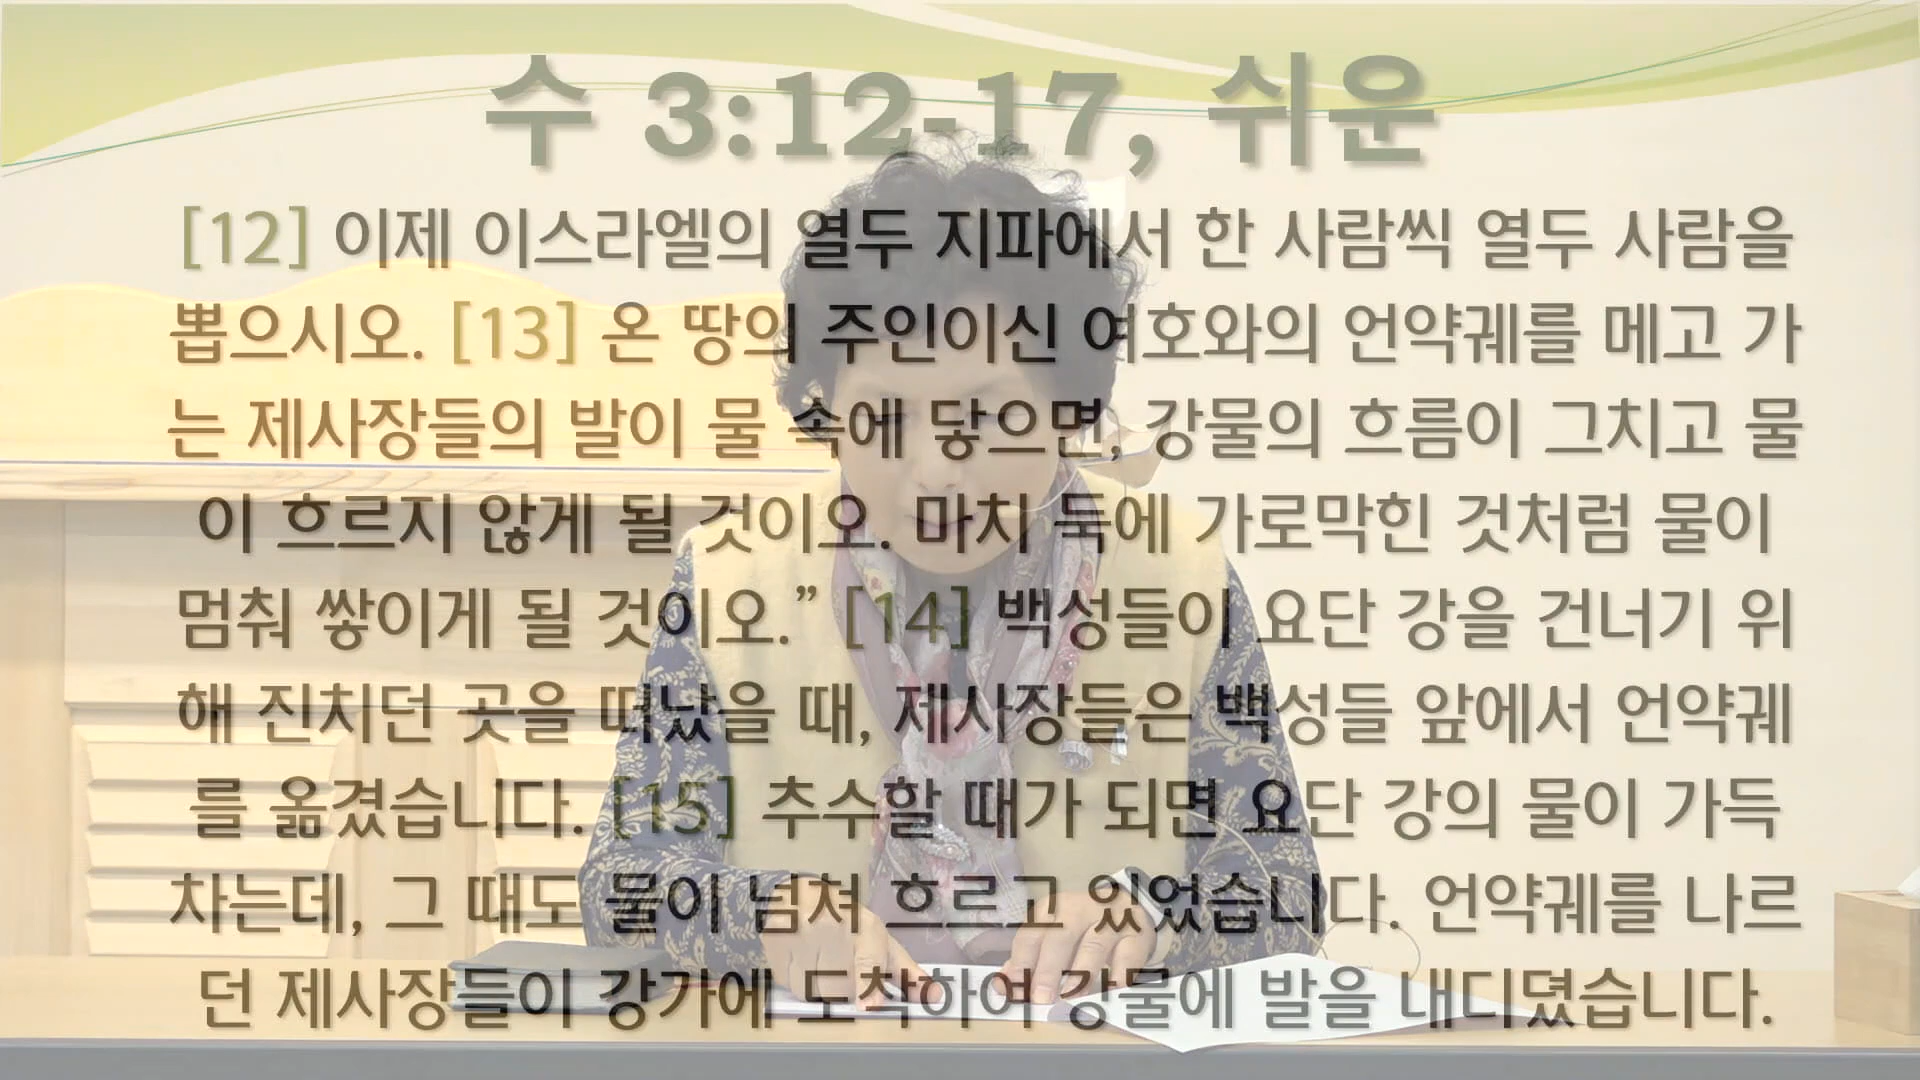 수 3:12-17, 쉬운
[12] 이제 이스라엘의 열두 지파에서 한 사람씩 열두 사람을
뽑으시오. [13] 온 땅의 주인이신 여호와의 언약궤를 메고 가
는 제사장들의 발이 물 속에 닿으면, 강물의 흐름이 그치고 물
이 흐르지 않게 될 것이오. 마치 둑에 가로막힌 것처럼 물이
멈춰 쌓이게 될 것이오.” [14] 백성들이 요단 강을 건너기 위
해 진치던 곳을 떠났을 때, 제사장들은 백성들 앞에서 언약궤
를 옮겼습니다. [15] 추수할 때가 되면 요단 강의 물이 가득
차는데, 그 때도 물이 넘쳐 흐르고 있었습니다. 언약궤를 나르
던 제사장들이 강가에 도착하여 강물에 발을 내디뎠습니다.